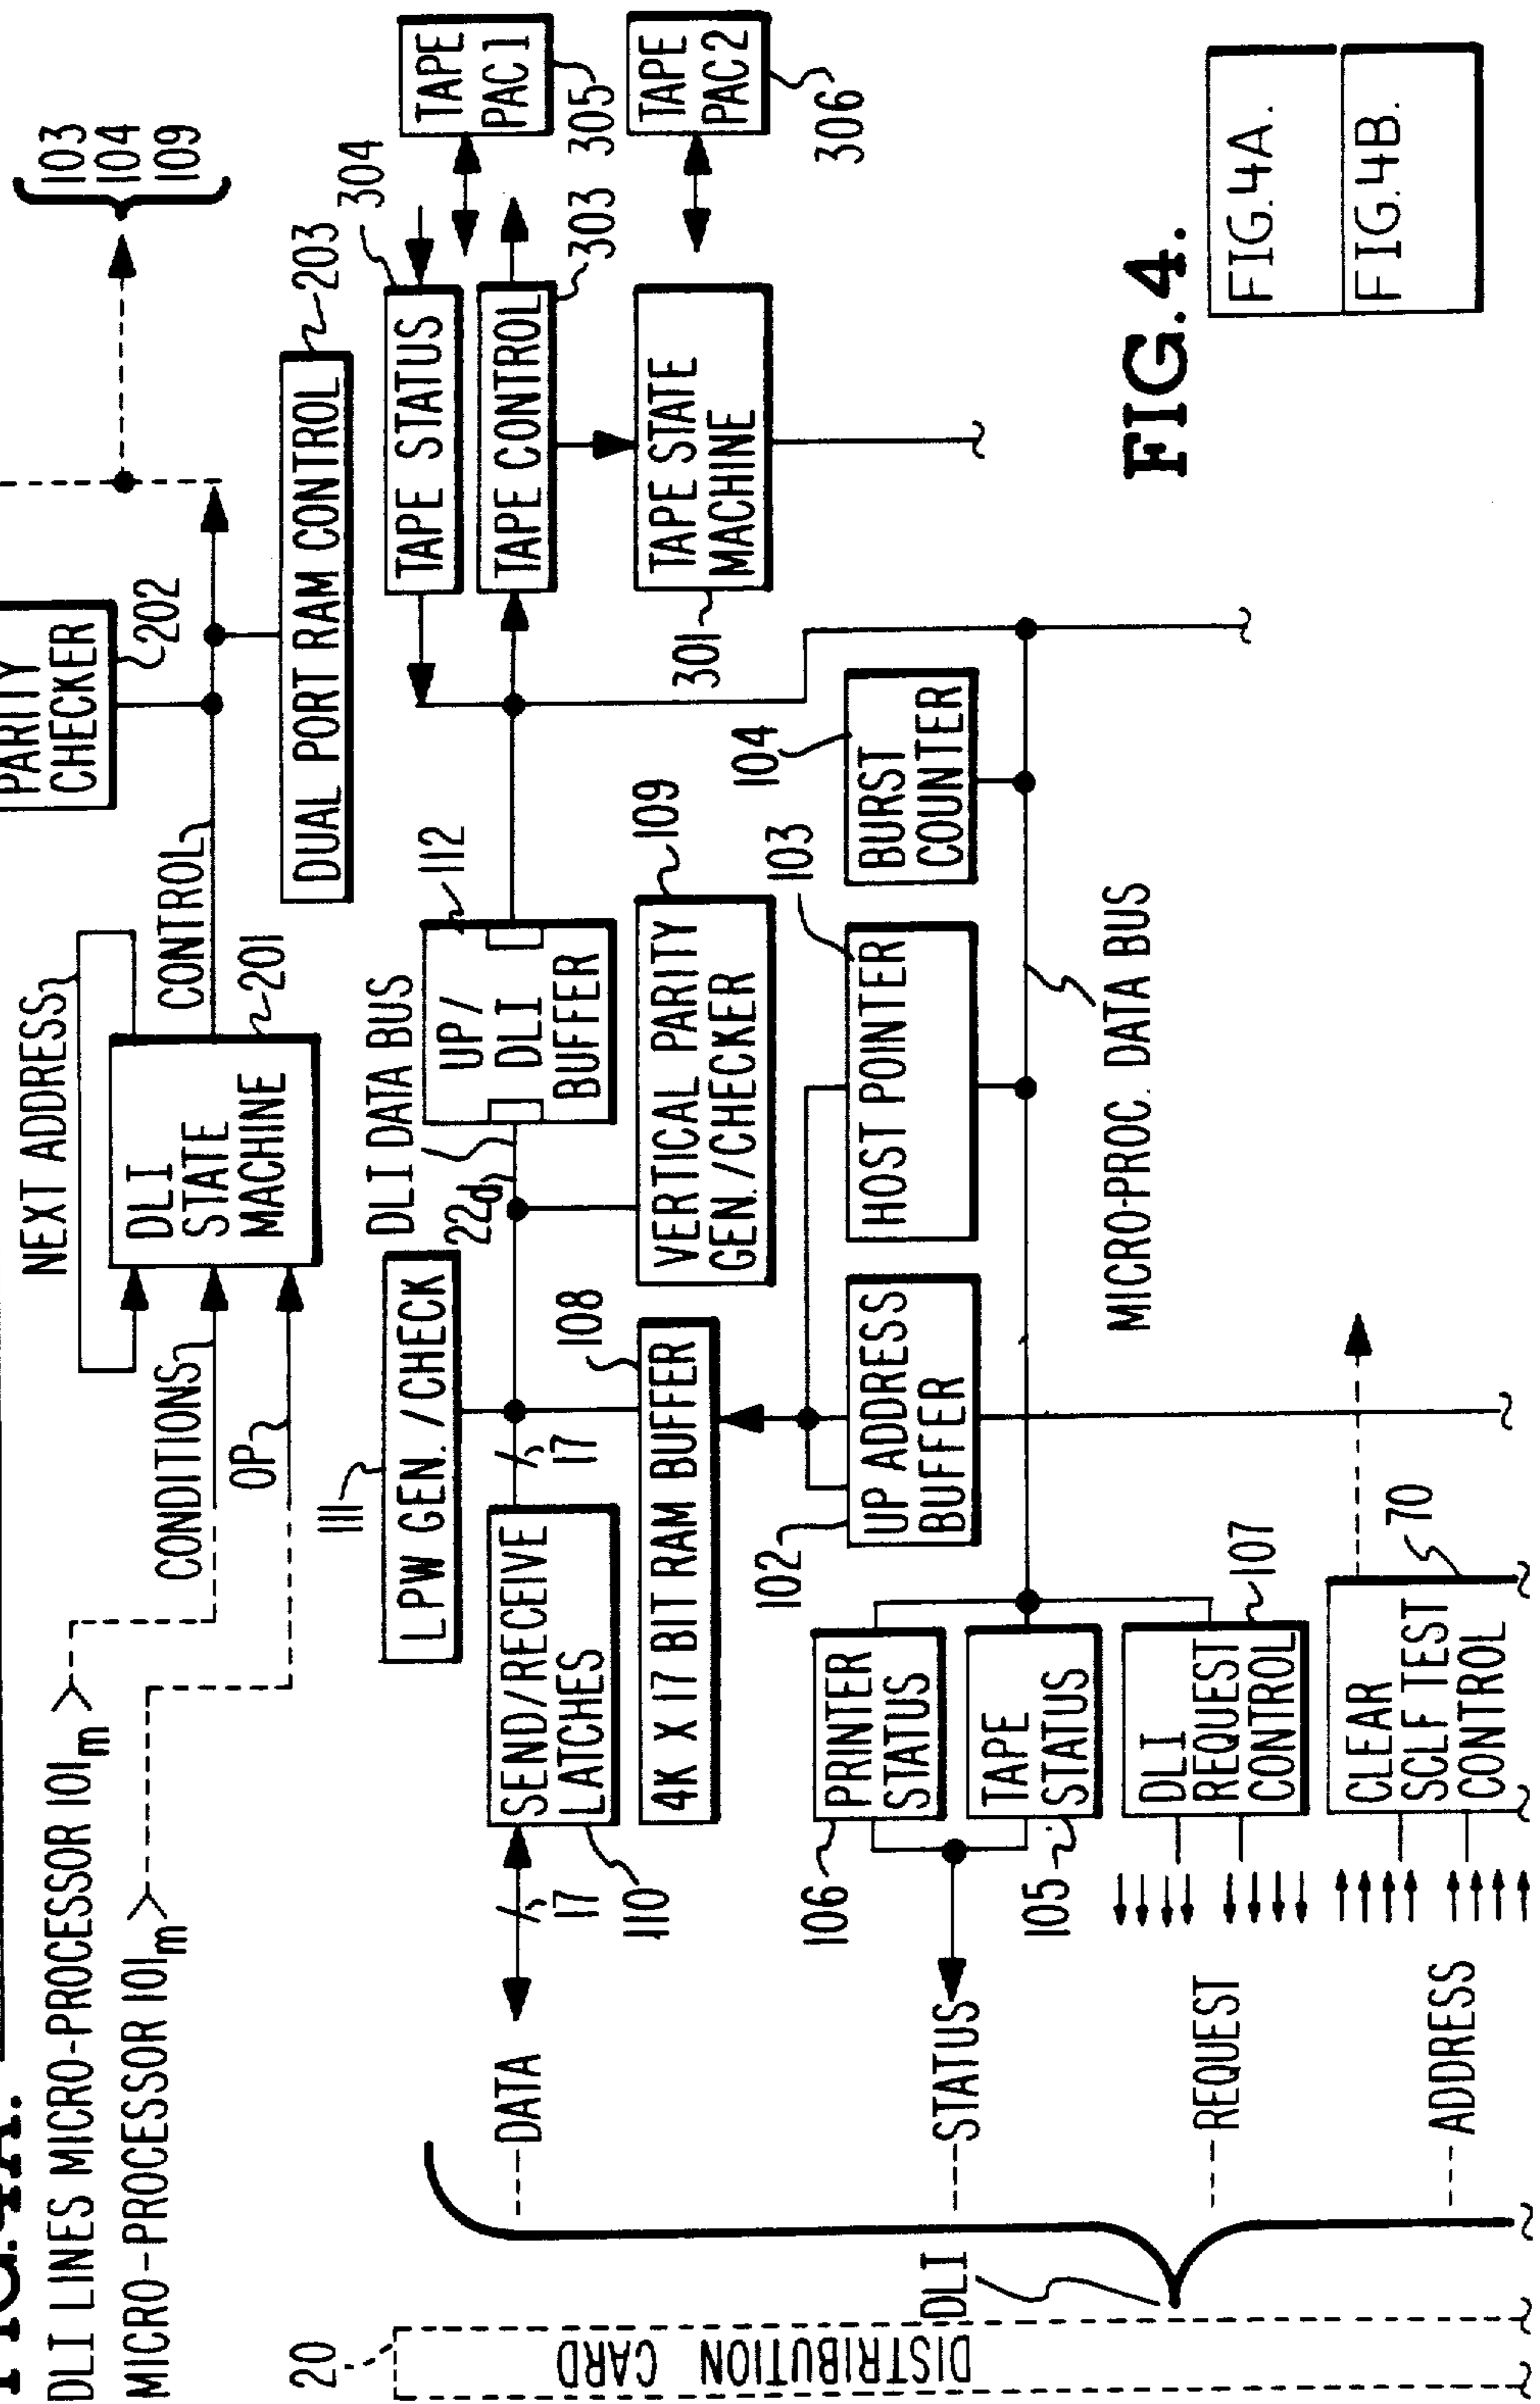 FIG.4A.
DLI LINES MICRO-PROCESSOR 101m
MICRO-PROCESSOR 101m
NEXT ADDRESS
CONDITIONS
OP
DLI
STATE
MACHINE
201
CONTROL
PARITY
CHECKER
202
103
104
109
DUAL PORT RAM CONTROL
203
20
DISTRIBUTION CARD
DLI
DATA
17
110
SEND/RECEIVE
LATCHES
17
111
LPW GEN./CHECK
108
4K X 17 BIT RAM BUFFER
DLI DATA BUS
22d
112
UP/
DLI
BUFFER
109
VERTICAL PARITY
GEN./CHECKER
TAPE STATUS
304
TAPE CONTROL
303
TAPE STATE
MACHINE
301
TAPE
PAC1
305
TAPE
PAC2
306
STATUS
106
PRINTER
STATUS
105
TAPE
STATUS
102
UP ADDRESS
BUFFER
103
HOST POINTER
104
BURST
COUNTER
MICRO-PROC. DATA BUS
REQUEST
DLI
REQUEST
CONTROL
107
ADDRESS
CLEAR
SCLF TEST
CONTROL
70
FIG.4.
FIG.4A.
FIG.4B.